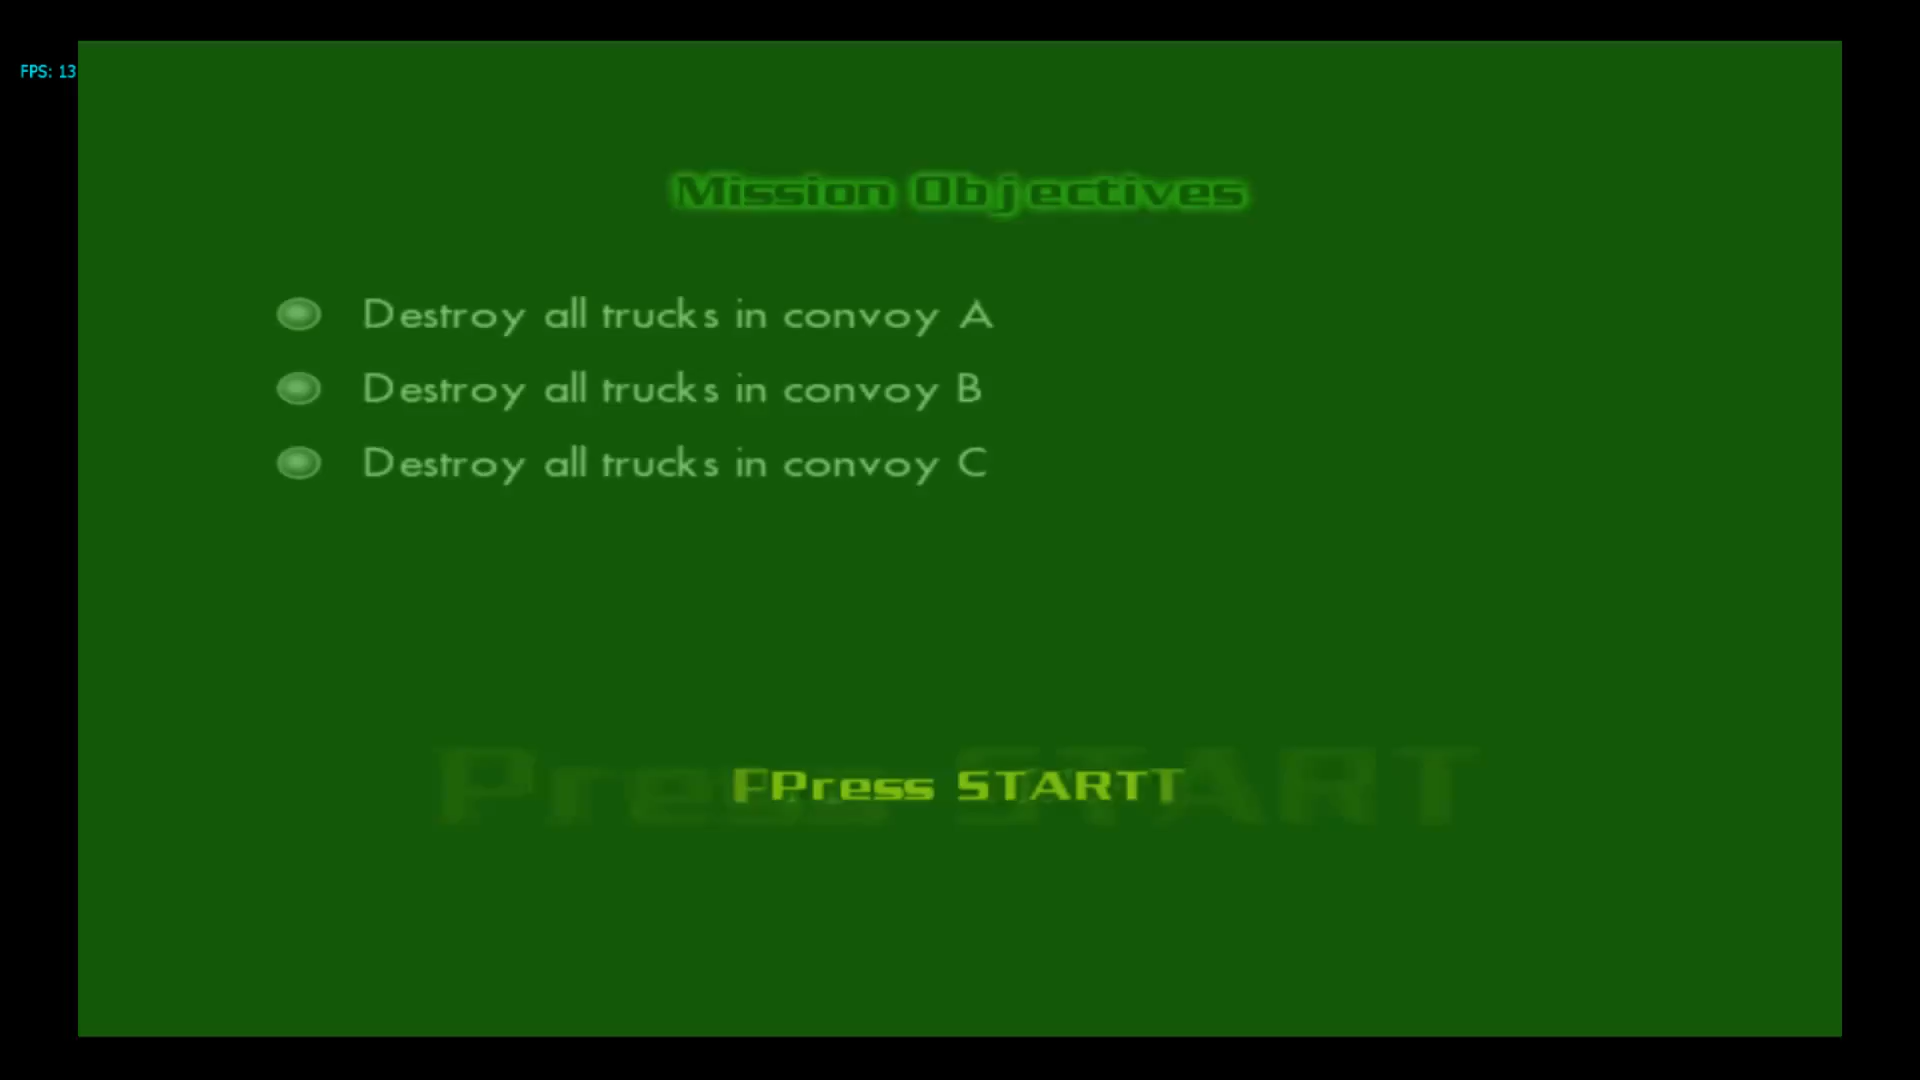 FPS: 13
Mission Objectives
Destroy all trucks in convoy A
Destroy all trucks in convoy B
Destroy all trucks in convoy C
Press START